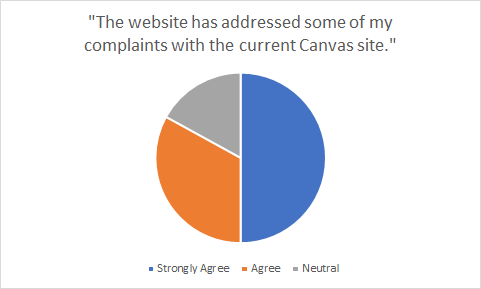 "The website has addressed some of my
complaints with the current Canvas site."
Strongly Agree Agree Neutral